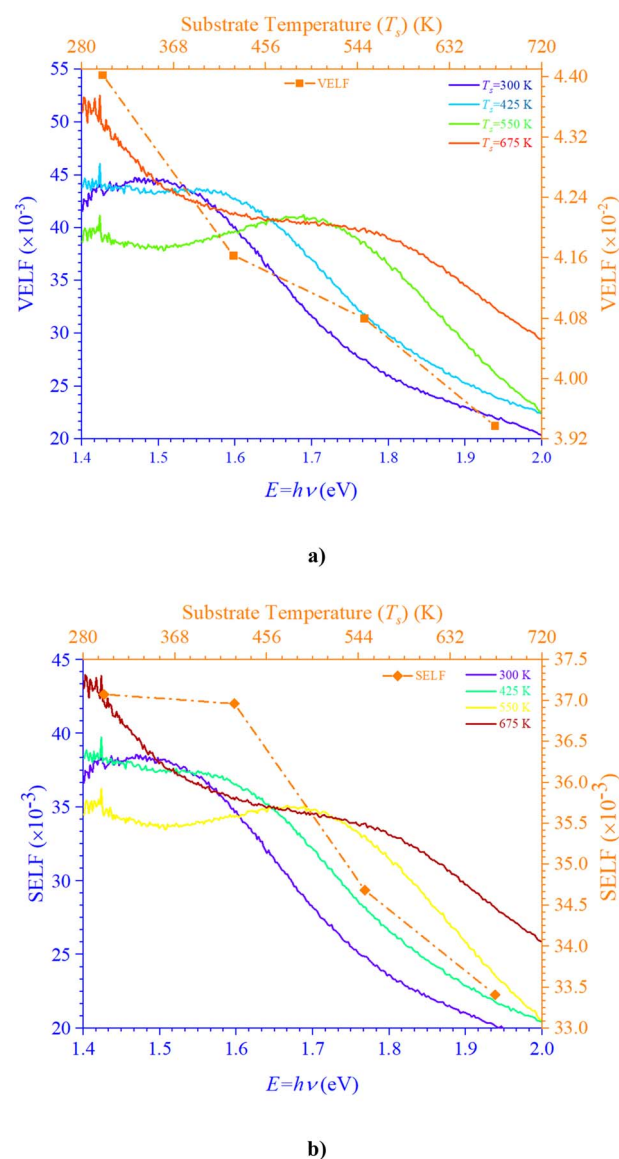 Substrate Temperature (Tₛ) (K)
280 368 456 544 632 720
VELF
Tₛ=300 K
Tₛ=425 K
Tₛ=550 K
Tₛ=675 K
55
50
45
40
35
30
25
20
VELF (×10⁻³)
4.40
4.32
4.24
4.16
4.08
4.00
3.92
VELF (×10⁻²)
1.4 1.5 1.6 1.7 1.8 1.9 2.0
E=hν (eV)
a)
Substrate Temperature (Tₛ) (K)
280 368 456 544 632 720
SELF
300 K
425 K
550 K
675 K
45
40
35
30
25
20
SELF (×10⁻³)
37.5
37.0
36.5
36.0
35.5
35.0
34.5
34.0
33.5
33.0
SELF (×10⁻³)
1.4 1.5 1.6 1.7 1.8 1.9 2.0
E=hν (eV)
b)